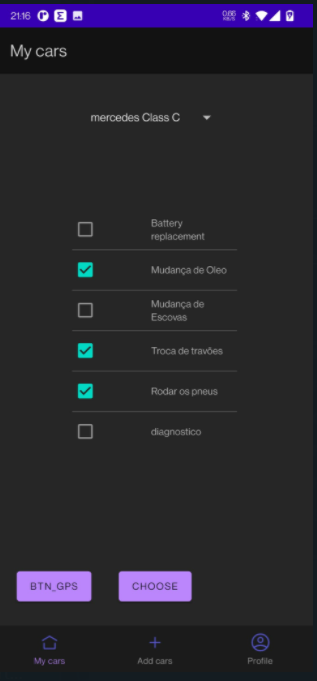 21:16
0.66
KB/S
My cars
mercedes Class C
Battery
replacement
Mudança de Oleo
Mudança de
Escovas
Troca de travões
Rodar os pneus
diagnostico
BTN_GPS
CHOOSE
My cars
Add cars
Profile